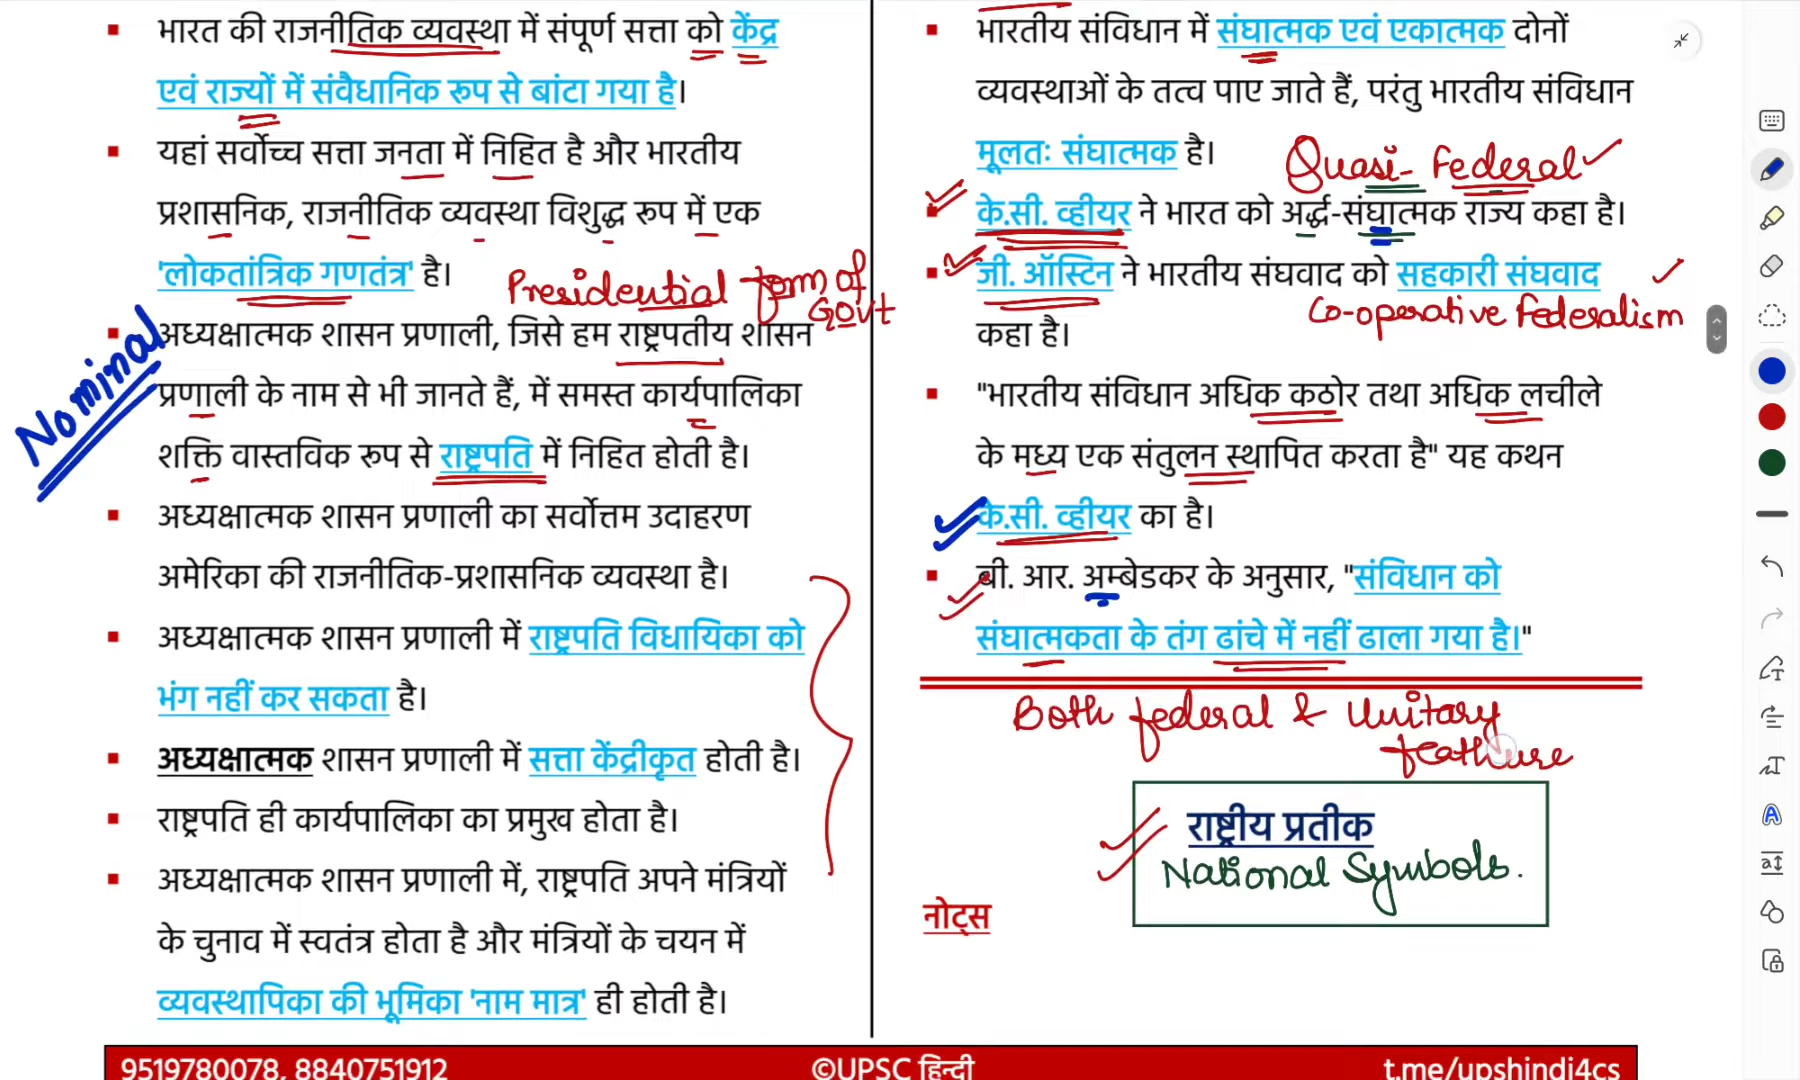 ▪ भारत की राजनीतिक व्यवस्था में संपूर्ण सत्ता को केंद्र
एवं राज्यों में संवैधानिक रूप से बांटा गया है।
▪ यहां सर्वोच्च सत्ता जनता में निहित है और भारतीय
प्रशासनिक, राजनीतिक व्यवस्था विशुद्ध रूप में एक
'लोकतांत्रिक गणतंत्र' है।
Presidential form of
Govt
Nominal
▪ अध्यक्षात्मक शासन प्रणाली, जिसे हम राष्ट्रपतीय शासन
प्रणाली के नाम से भी जानते हैं, में समस्त कार्यपालिका
शक्ति वास्तविक रूप से राष्ट्रपति में निहित होती है।
▪ अध्यक्षात्मक शासन प्रणाली का सर्वोत्तम उदाहरण
अमेरिका की राजनीतिक-प्रशासनिक व्यवस्था है।
▪ अध्यक्षात्मक शासन प्रणाली में राष्ट्रपति विधायिका को
भंग नहीं कर सकता है।
▪ अध्यक्षात्मक शासन प्रणाली में सत्ता केंद्रीकृत होती है।
▪ राष्ट्रपति ही कार्यपालिका का प्रमुख होता है।
▪ अध्यक्षात्मक शासन प्रणाली में, राष्ट्रपति अपने मंत्रियों
के चुनाव में स्वतंत्र होता है और मंत्रियों के चयन में
व्यवस्थापिका की भूमिका 'नाम मात्र' ही होती है।
▪ भारतीय संविधान में संघात्मक एवं एकात्मक दोनों
व्यवस्थाओं के तत्व पाए जाते हैं, परंतु भारतीय संविधान
मूलतः संघात्मक है।
Quasi- Federal
▪ के.सी. व्हीयर ने भारत को अर्द्ध-संघात्मक राज्य कहा है।
▪ जी. ऑस्टिन ने भारतीय संघवाद को सहकारी संघवाद
Co-operative Federalism
कहा है।
▪ "भारतीय संविधान अधिक कठोर तथा अधिक लचीले
के मध्य एक संतुलन स्थापित करता है" यह कथन
के.सी. व्हीयर का है।
▪ बी. आर. अम्बेडकर के अनुसार, "संविधान को
संघात्मकता के तंग ढांचे में नहीं ढाला गया है।"
Both federal & Unitary
feathure
राष्ट्रीय प्रतीक
National Symbols.
नोट्स
9519780078, 8840751912 ©UPSC हिन्दी t.me/upshindi4cs